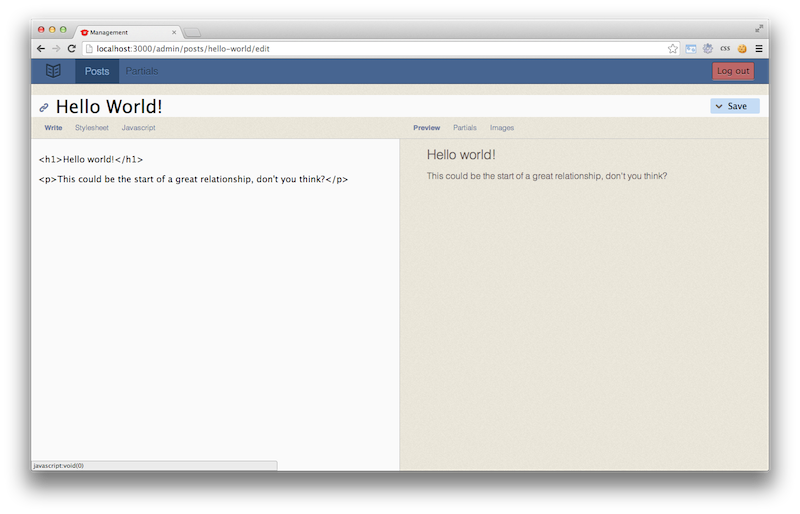 Management
localhost:3000/admin/posts/hello-world/edit
CSS
Posts Partials Log out
Hello World! Save
Write Stylesheet Javascript Preview Partials Images
<h1>Hello world!</h1>
<p>This could be the start of a great relationship, don't you think?</p>
Hello world!
This could be the start of a great relationship, don't you think?
javascript:void(0)